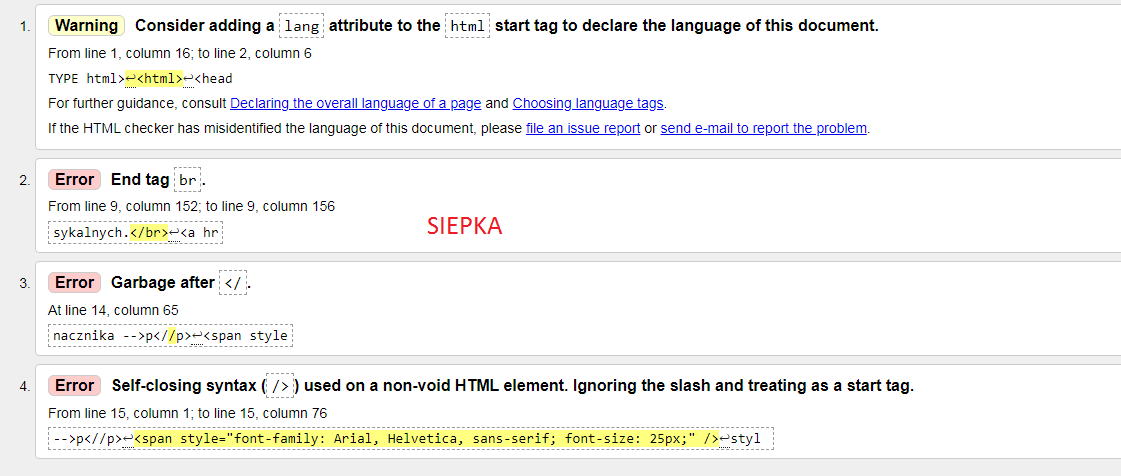 1. Warning Consider adding a lang attribute to the html start tag to declare the language of this document.
From line 1, column 16; to line 2, column 6
TYPE html>↩<html>↩<head
For further guidance, consult Declaring the overall language of a page and Choosing language tags.
If the HTML checker has misidentified the language of this document, please file an issue report or send e-mail to report the problem.
2. Error End tag br.
From line 9, column 152; to line 9, column 156
SIEPKA
sykalnych.</br>↩<a hr
3. Error Garbage after </.
At line 14, column 65
nacznika -->p<//p>↩<span style
4. Error Self-closing syntax (/>) used on a non-void HTML element. Ignoring the slash and treating as a start tag.
From line 15, column 1; to line 15, column 76
-->p<//p>↩<span style="font-family: Arial, Helvetica, sans-serif; font-size: 25px;" />↩styl